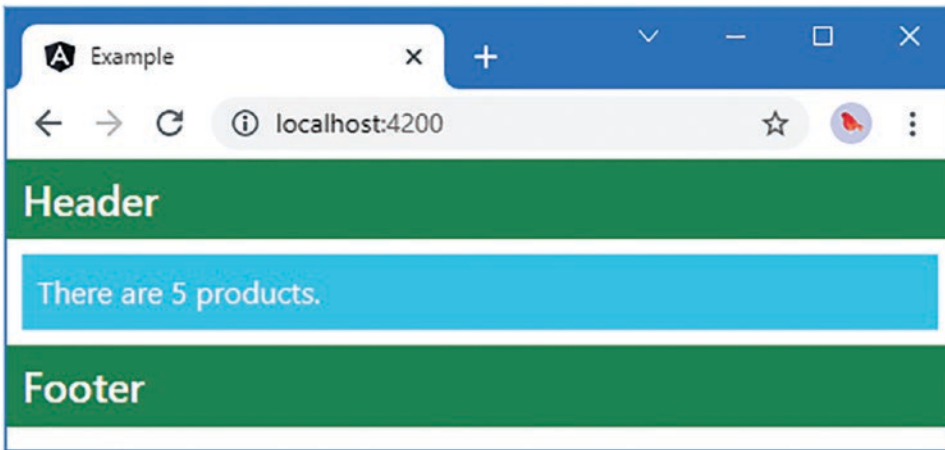 Example
localhost:4200
Header
There are 5 products.
Footer